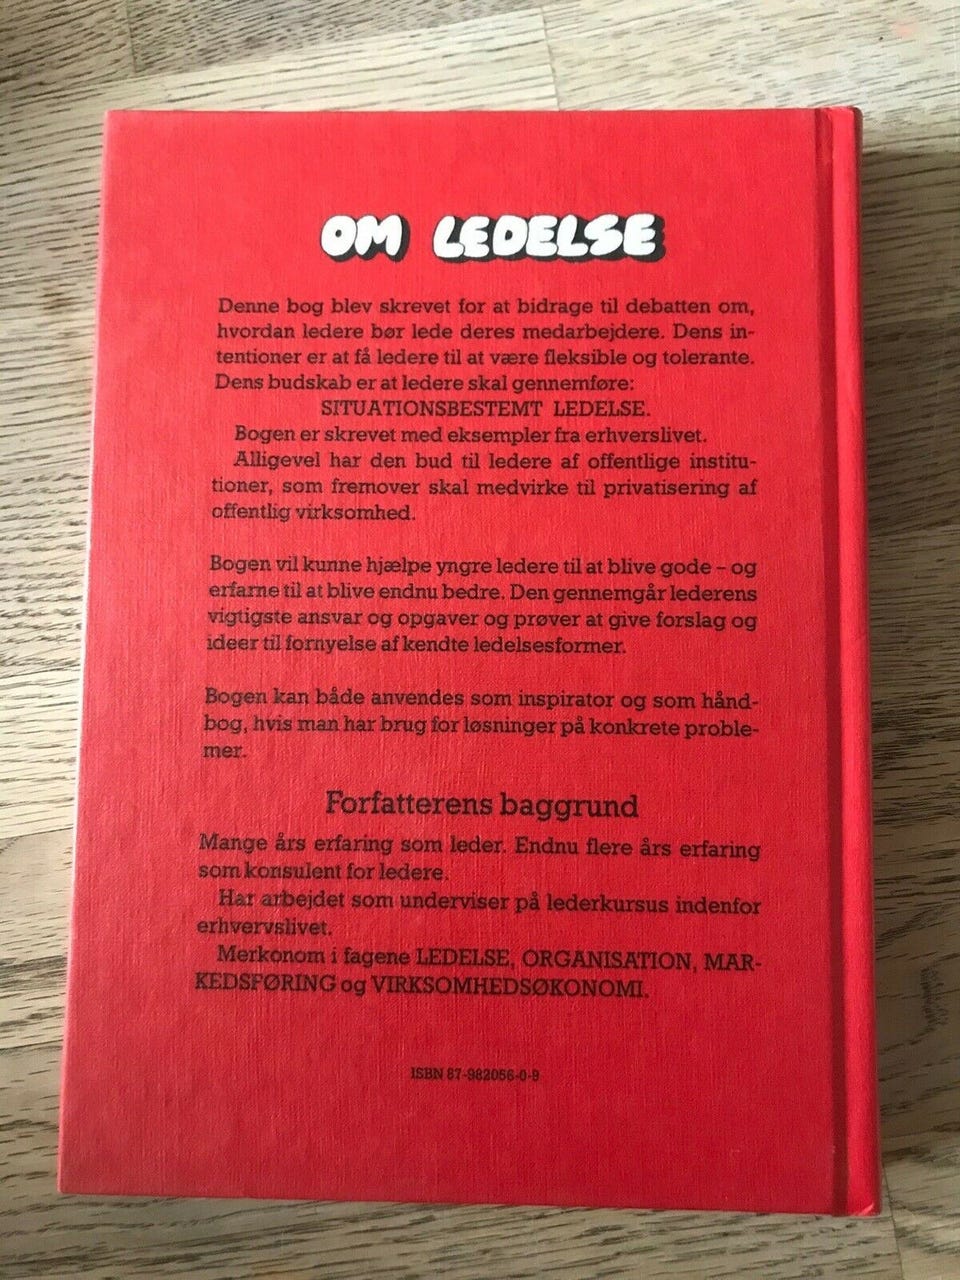 OM LEDELSE
Denne bog blev skrevet for at bidrage til debatten om,
hvordan ledere bør lede deres medarbejdere. Dens in-
tentioner er at få ledere til at være fleksible og tolerante.
Dens budskab er at ledere skal gennemføre:
SITUATIONSBESTEMT LEDELSE.
Bogen er skrevet med eksempler fra erhverslivet.
Alligevel har den bud til ledere af offentlige institu-
tioner, som fremover skal medvirke til privatisering af
offentlig virksomhed.
Bogen vil kunne hjælpe yngre ledere til at blive gode – og
erfarne til at blive endnu bedre. Den gennemgår lederens
vigtigste ansvar og opgaver og prøver at give forslag og
ideer til fornyelse af kendte ledelsesformer.
Bogen kan både anvendes som inspirator og som hånd-
bog, hvis man har brug for løsninger på konkrete proble-
mer.
Forfatterens baggrund
Mange års erfaring som leder. Endnu flere års erfaring
som konsulent for ledere.
Har arbejdet som underviser på lederkursus indenfor
erhvervslivet.
Merkonom i fagene LEDELSE, ORGANISATION, MAR-
KEDSFØRING og VIRKSOMHEDSØKONOMI.
ISBN 87-982056-0-9